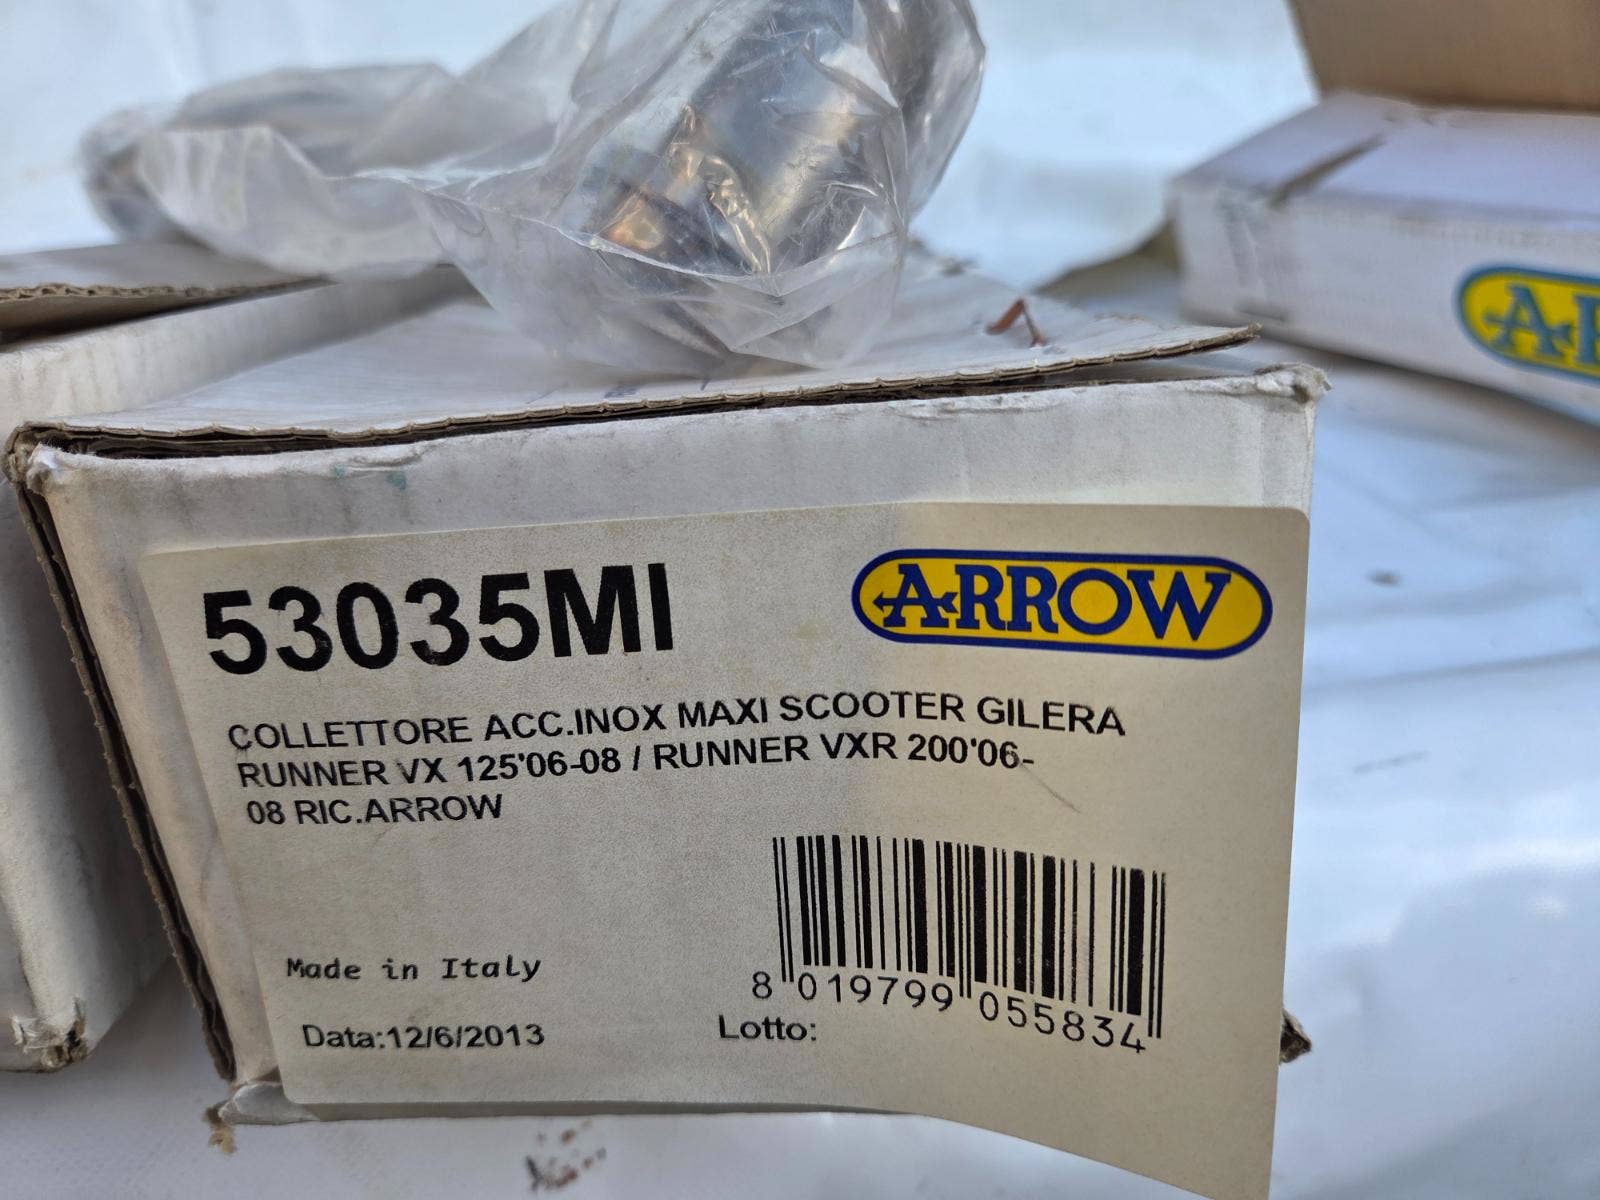 53035MI
ARROW
COLLETTORE ACC.INOX MAXI SCOOTER GILERA
RUNNER VX 125'06-08 / RUNNER VXR 200'06-
08 RIC.ARROW
Made in Italy
8 019799 055834
Data:12/6/2013
Lotto: